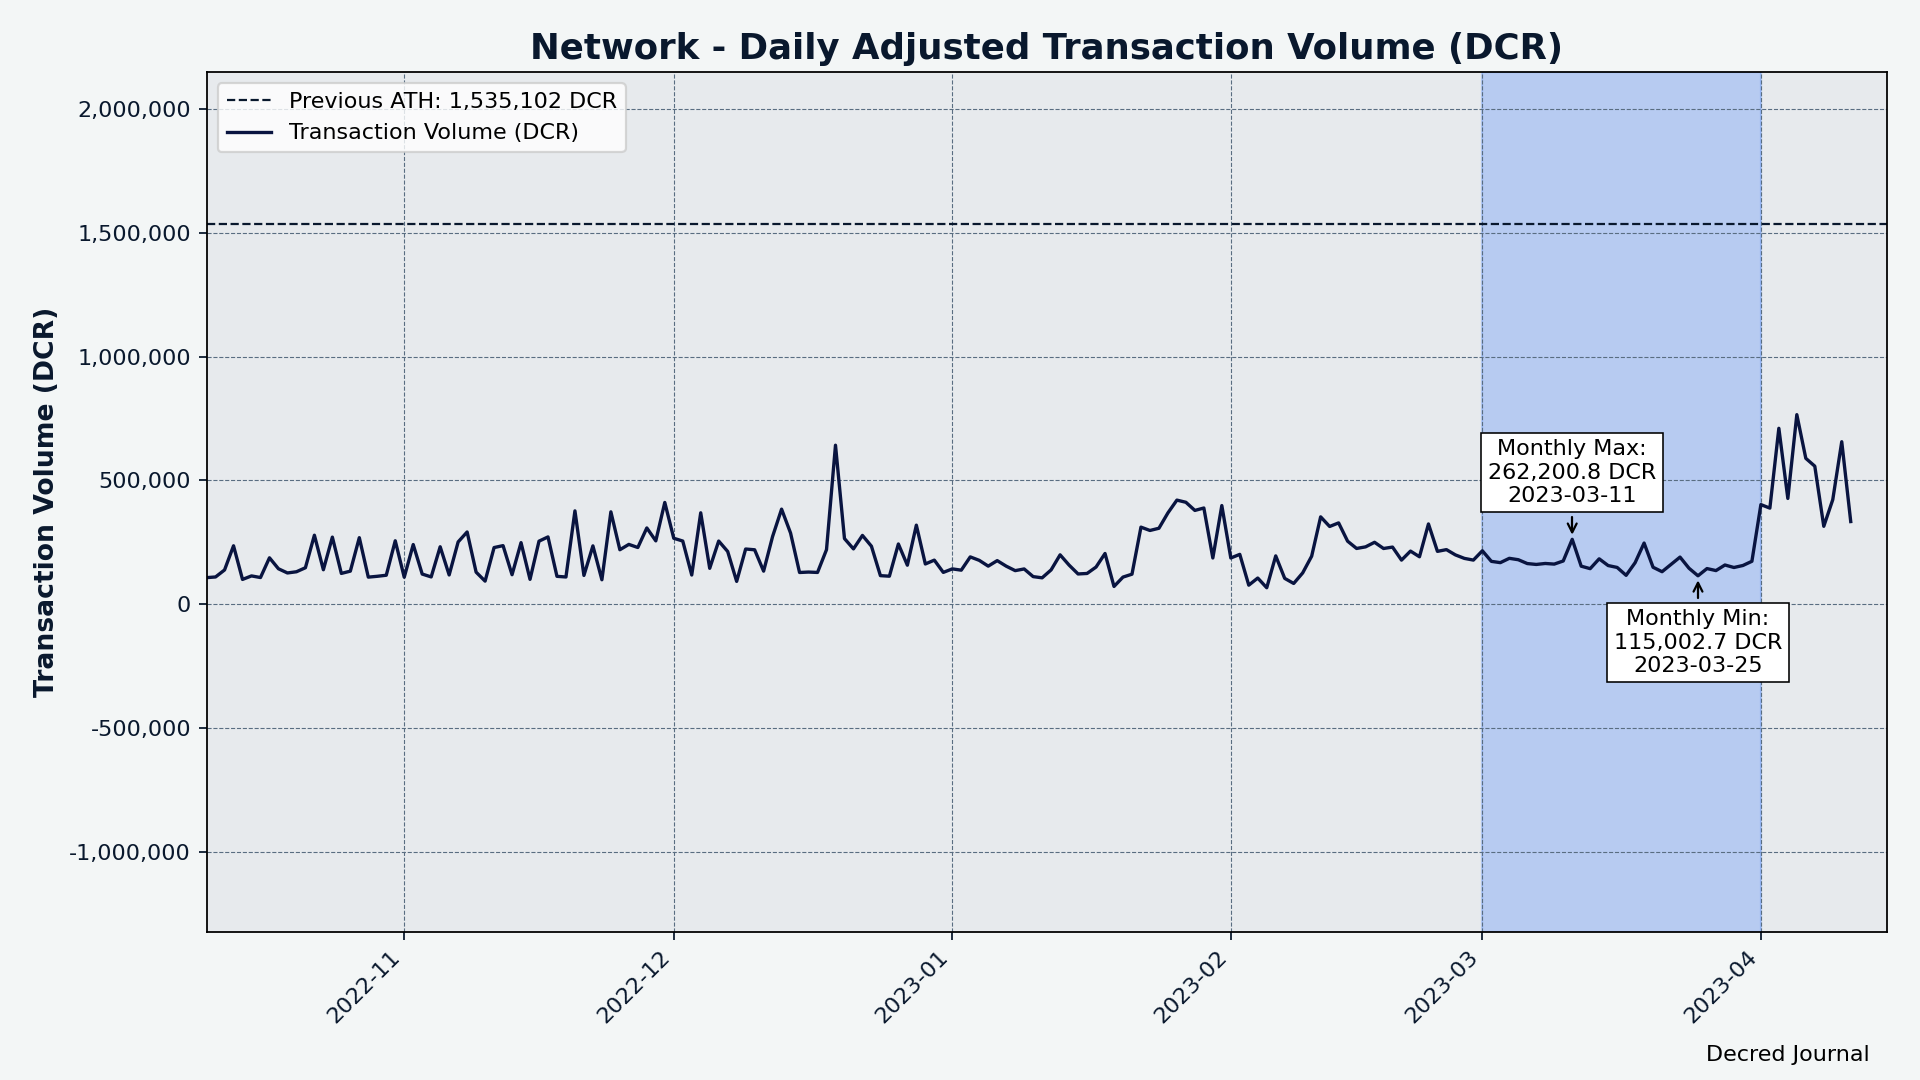 Network - Daily Adjusted Transaction Volume (DCR)
Previous ATH: 1,535,102 DCR
Transaction Volume (DCR)
Transaction Volume (DCR)
2,000,000
1,500,000
1,000,000
500,000
0
-500,000
-1,000,000
Monthly Max:
262,200.8 DCR
2023-03-11
Monthly Min:
115,002.7 DCR
2023-03-25
2022-11
2022-12
2023-01
2023-02
2023-03
2023-04
Decred Journal